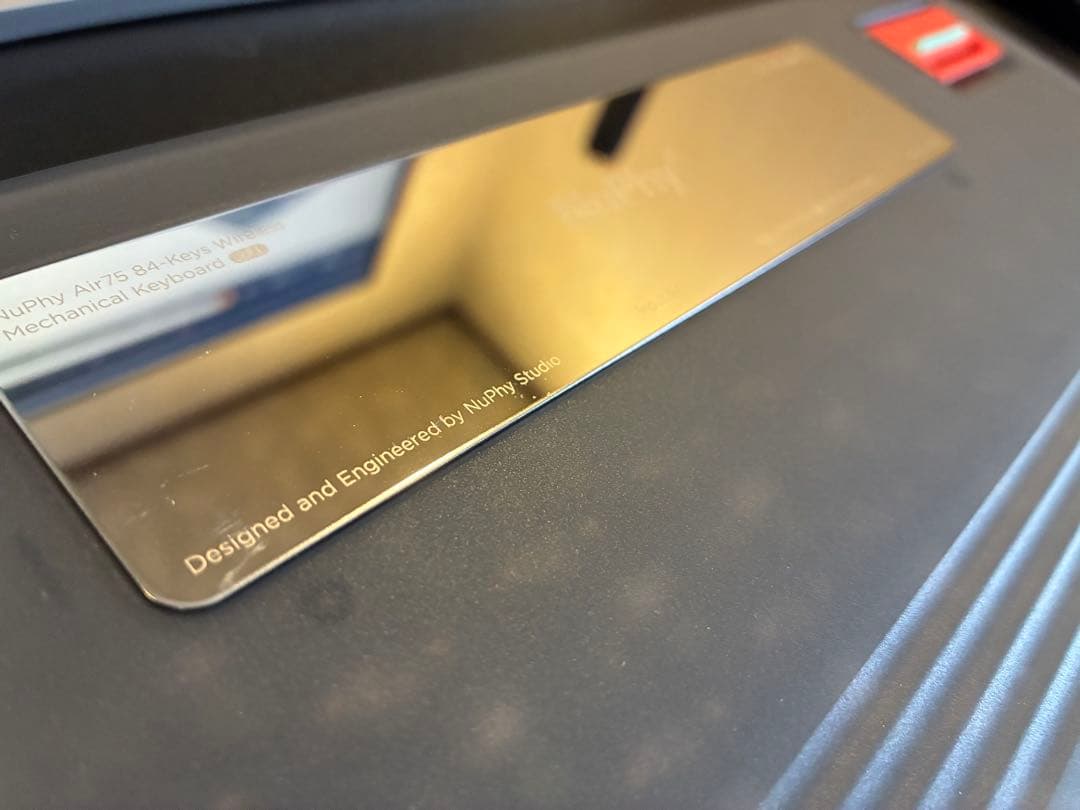 NuPhy Air75 84-Keys Wireless
Mechanical Keyboard
NuPhy
Designed and Engineered by NuPhy Studio